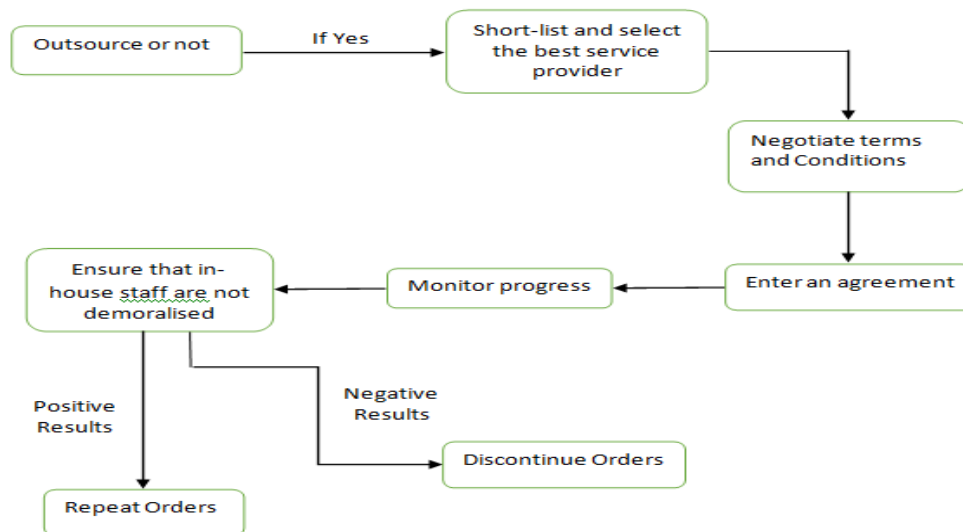 Outsource or not
If Yes
Short-list and select
the best service
provider
Negotiate terms
and Conditions
Enter an agreement
Monitor progress
Ensure that in-
house staff are not
demoralised
Positive
Results
Negative
Results
Discontinue Orders
Repeat Orders